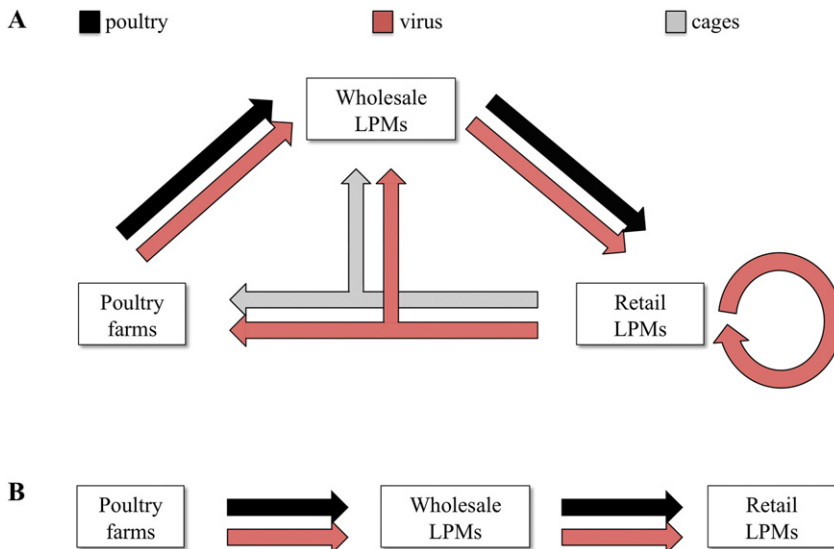 A
poultry
virus
cages
Wholesale
LPMs
Poultry
farms
Retail
LPMs
B
Poultry
farms
Wholesale
LPMs
Retail
LPMs